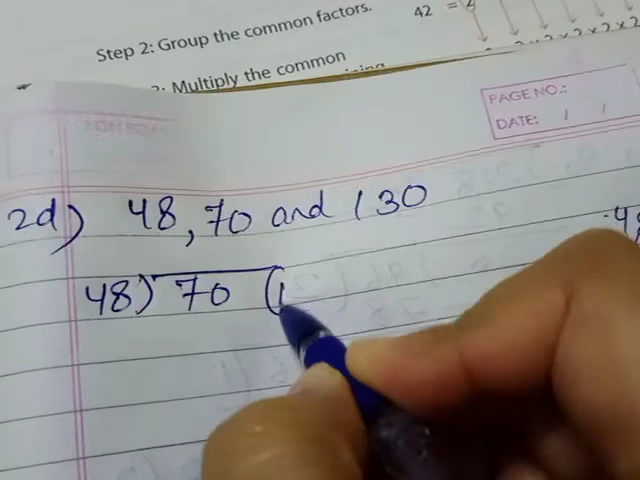 Step 2: Group the common factors.
42 = 2
Multiply the common
PAGE NO.:
DATE: / /
2d) 48, 70 and 130
48) 70 (1